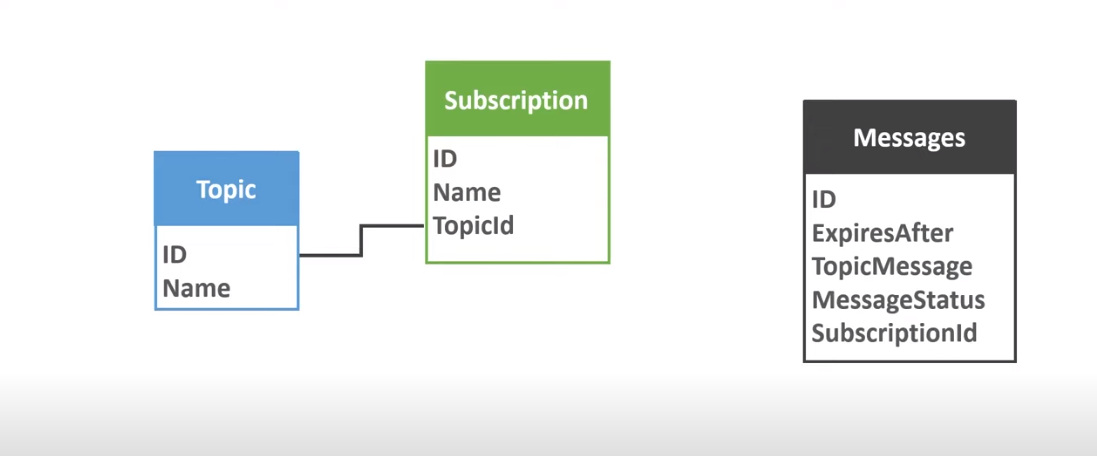 Topic
ID
Name
Subscription
ID
Name
TopicId
Messages
ID
ExpiresAfter
TopicMessage
MessageStatus
SubscriptionId